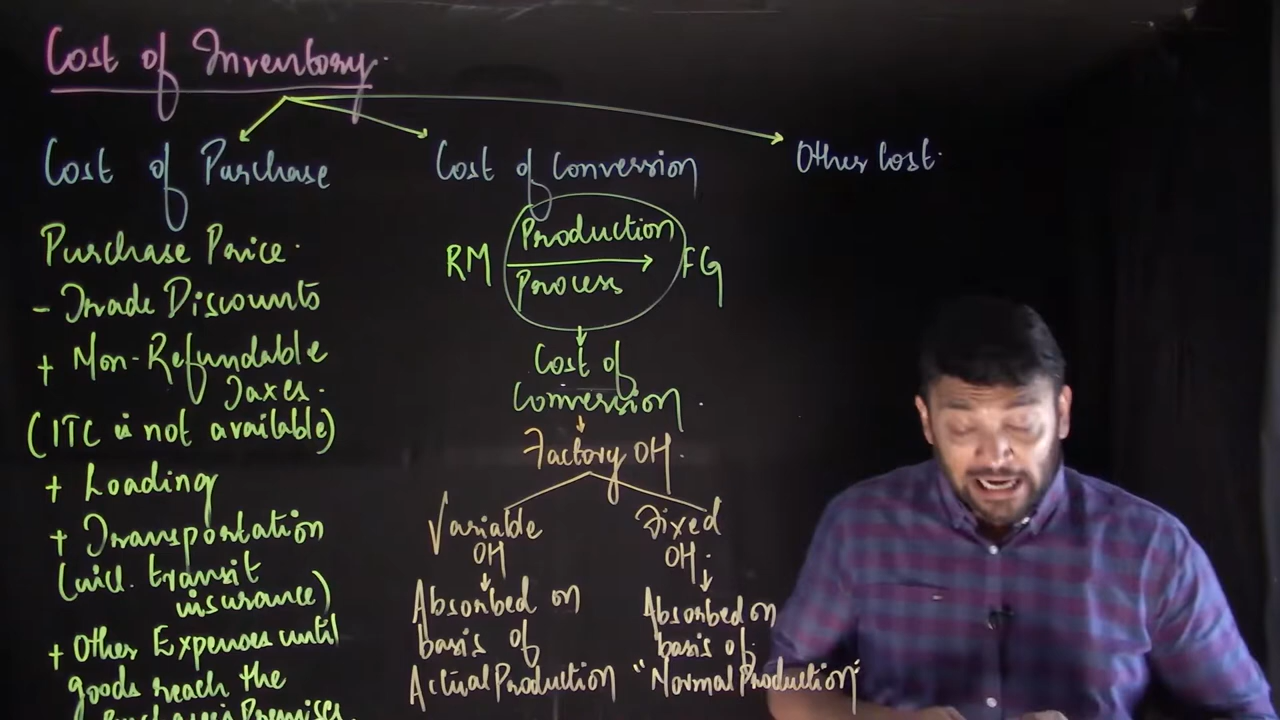 Cost of Inventory.
Cost of Purchase
Purchase Price.
- Trade Discounts
+ Non-Refundable
Taxes.
(ITC is not available)
+ Loading
+ Transportation
(incl. transit
insurance)
+ Other Expenses until
goods reach the
Purchaser's Premises.
Cost of Conversion
RM Production FG
Process
Cost of
Conversion.
Factory OH.
Variable
OH
Absorbed on
basis of
Actual Production
Fixed
OH.
Absorbed on
basis of
"Normal Production"
Other Cost.